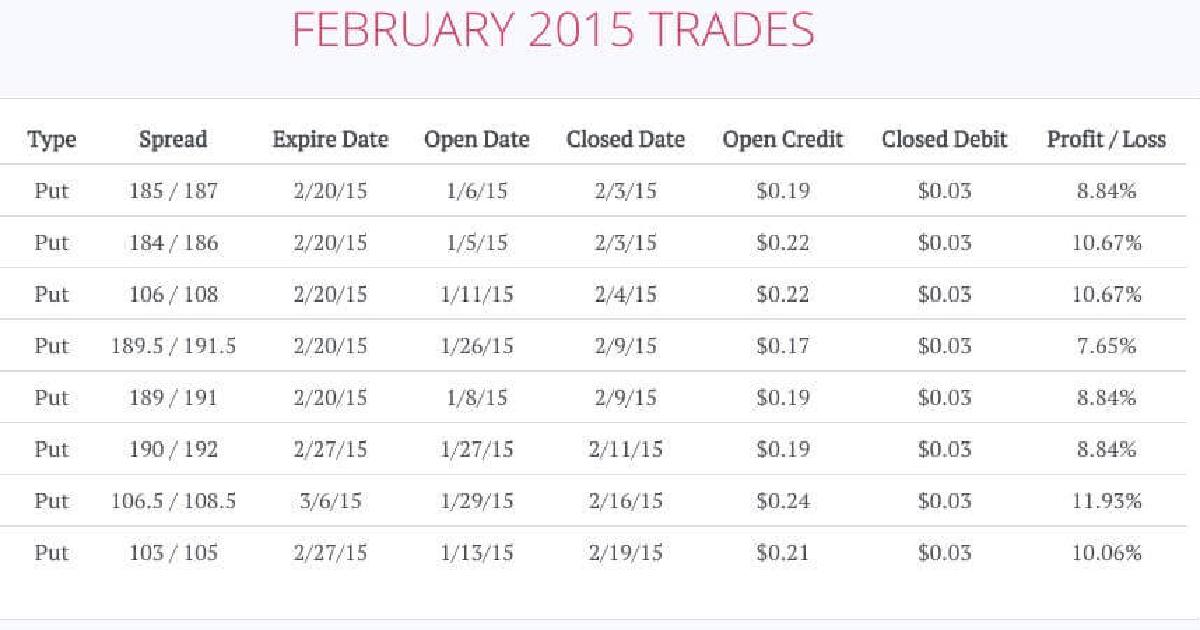 FEBRUARY 2015 TRADES
Type Spread Expire Date Open Date Closed Date Open Credit Closed Debit Profit / Loss
Put 185 / 187 2/20/15 1/6/15 2/3/15 $0.19 $0.03 8.84%
Put 184 / 186 2/20/15 1/5/15 2/3/15 $0.22 $0.03 10.67%
Put 106 / 108 2/20/15 1/11/15 2/4/15 $0.22 $0.03 10.67%
Put 189.5 / 191.5 2/20/15 1/26/15 2/9/15 $0.17 $0.03 7.65%
Put 189 / 191 2/20/15 1/8/15 2/9/15 $0.19 $0.03 8.84%
Put 190 / 192 2/27/15 1/27/15 2/11/15 $0.19 $0.03 8.84%
Put 106.5 / 108.5 3/6/15 1/29/15 2/16/15 $0.24 $0.03 11.93%
Put 103 / 105 2/27/15 1/13/15 2/19/15 $0.21 $0.03 10.06%